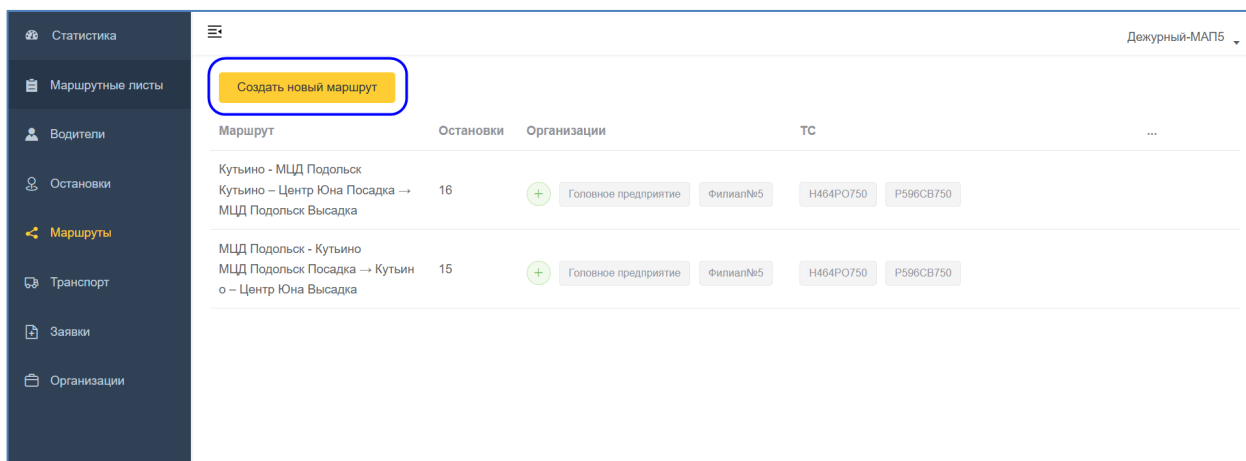 Статистика
Маршрутные листы
Водители
Остановки
Маршруты
Транспорт
Заявки
Организации
Дежурный-МАП5
Создать новый маршрут
Маршрут Остановки Организации ТС ...
Кутьино - МЦД Подольск
Кутьино – Центр Юна Посадка → 16 + Головное предприятие Филиал№5 Н464РО750 Р596СВ750
МЦД Подольск Высадка
МЦД Подольск - Кутьино
МЦД Подольск Посадка → Кутьин 15 + Головное предприятие Филиал№5 Н464РО750 Р596СВ750
о – Центр Юна Высадка